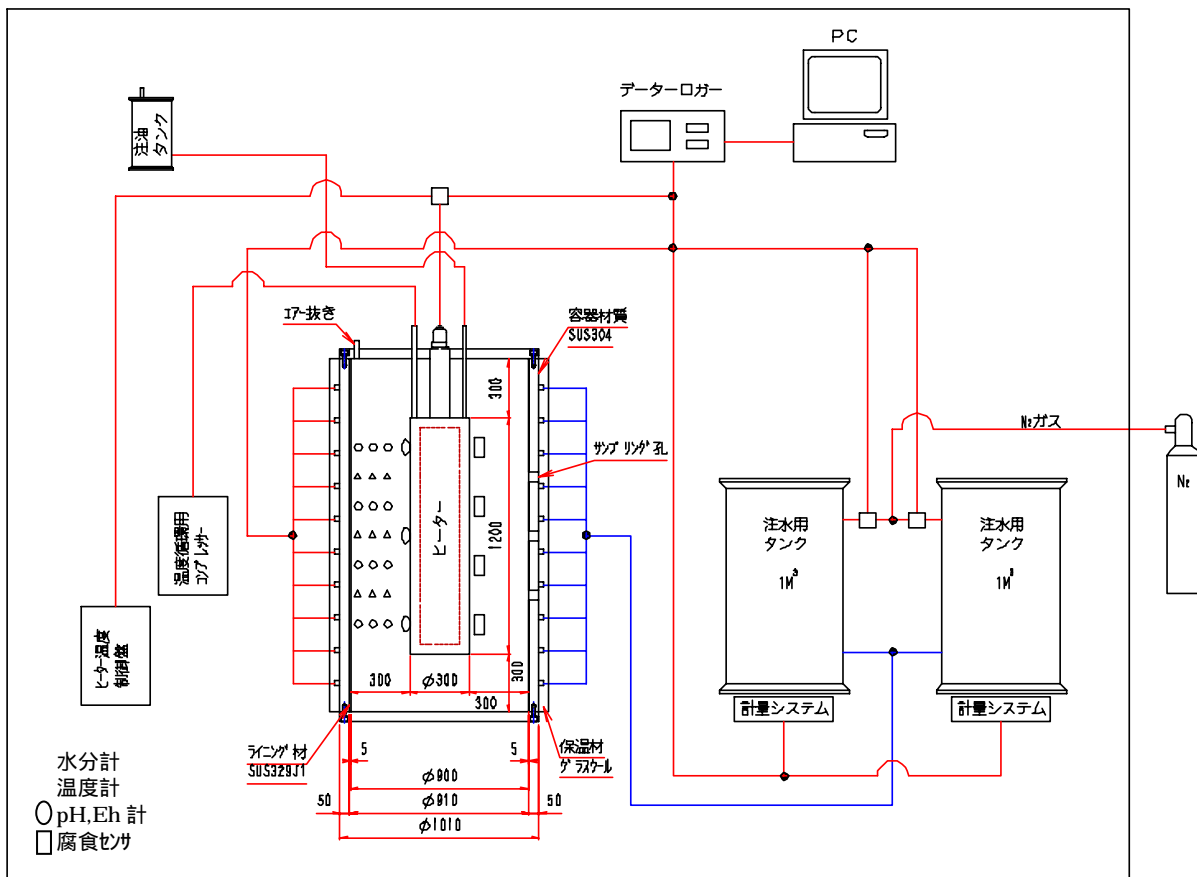 PC
データーロガー
注油
タンク
エアー抜き
容器材質
SUS304
300
サンプリング孔
N₂ガス
N₂
ヒーター
1200
注水用
タンク
1M³
注水用
タンク
1M³
温度循環用
コンプレッサー
ヒーター温度
制御盤
300
φ300
300
300
計量システム
計量システム
ライニング材
SUS329J1
5
5
保温材
グラスウール
φ900
50
φ910
50
φ1010
水分計
温度計
pH,Eh 計
腐食センサ